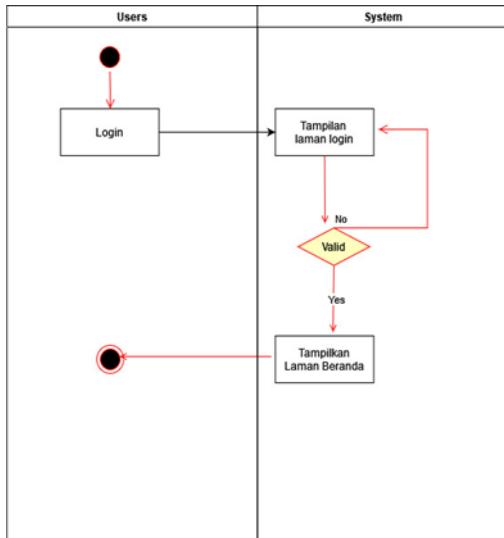 Users
System
Login
Tampilan
laman login
No
Valid
Yes
Tampilkan
Laman Beranda